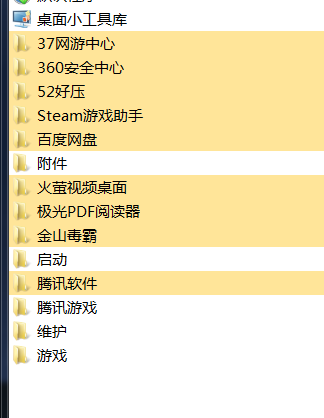 桌面小工具库
37网游中心
360安全中心
52好压
Steam游戏助手
百度网盘
附件
火萤视频桌面
极光PDF阅读器
金山毒霸
启动
腾讯软件
腾讯游戏
维护
游戏